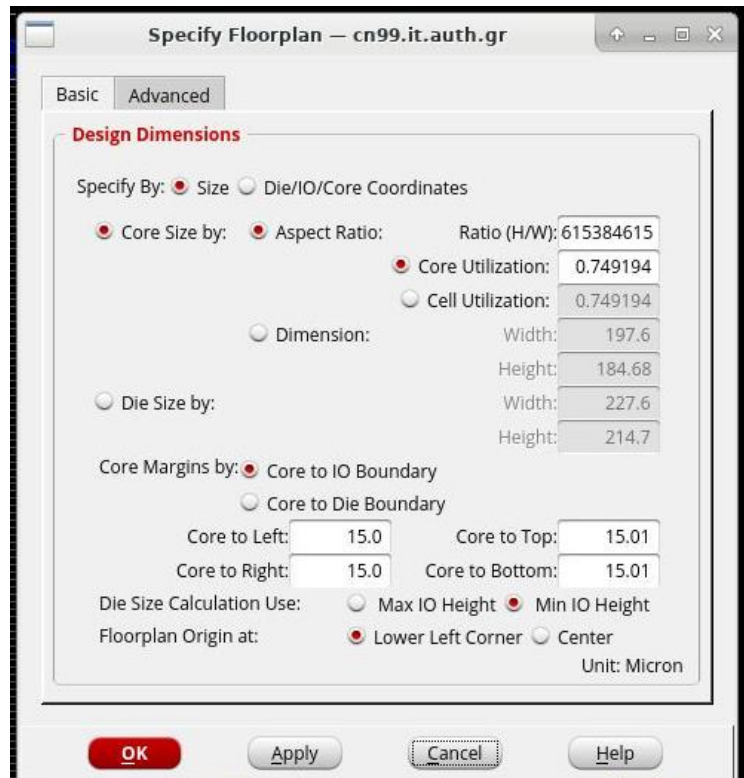 Specify Floorplan — cn99.it.auth.gr
Basic Advanced
Design Dimensions
Specify By: Size Die/IO/Core Coordinates
Core Size by: Aspect Ratio: Ratio (H/W): 615384615
Core Utilization: 0.749194
Cell Utilization: 0.749194
Dimension: Width: 197.6
Height: 184.68
Die Size by: Width: 227.6
Height: 214.7
Core Margins by: Core to IO Boundary
Core to Die Boundary
Core to Left: 15.0 Core to Top: 15.01
Core to Right: 15.0 Core to Bottom: 15.01
Die Size Calculation Use: Max IO Height Min IO Height
Floorplan Origin at: Lower Left Corner Center
Unit: Micron
OK Apply Cancel Help